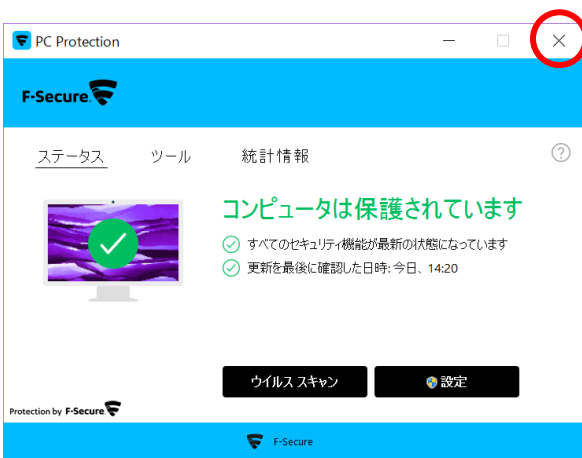 PC Protection
F-Secure
ステータス ツール 統計情報
コンピュータは保護されています
すべてのセキュリティ機能が最新の状態になっています
更新を最後に確認した日時: 今日、14:20
ウイルス スキャン 設定
Protection by F-Secure
F-Secure